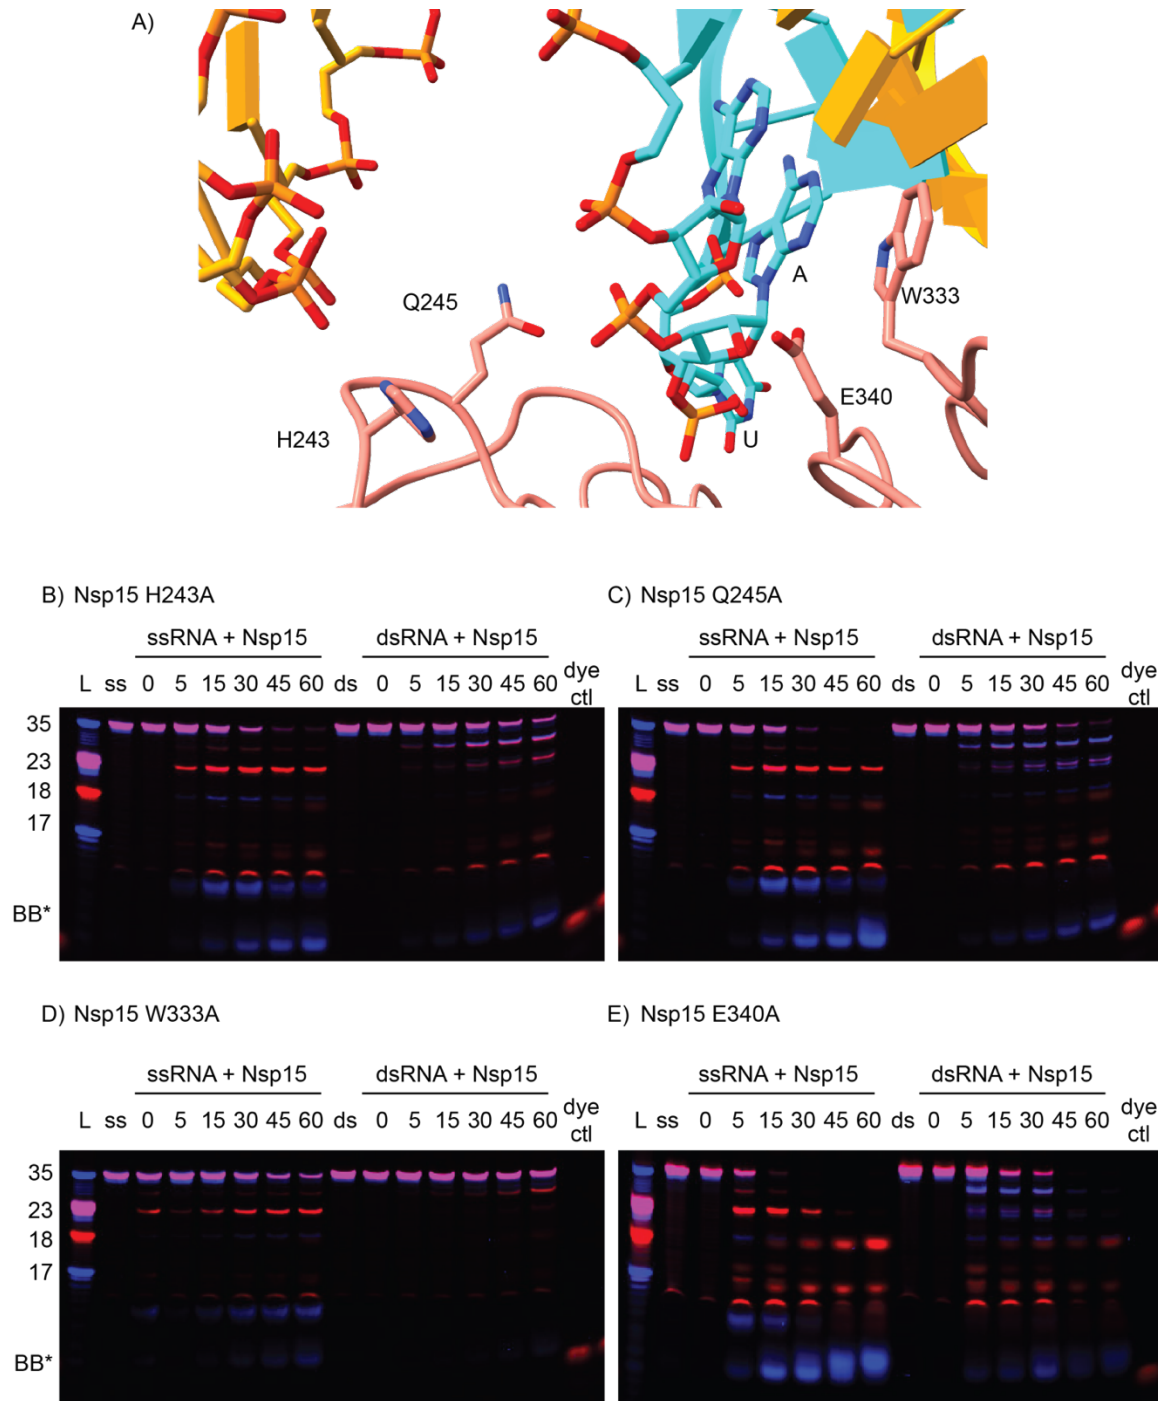 A)
A
Q245
W333
E340
H243
U
B) Nsp15 H243A
ssRNA + Nsp15 dsRNA + Nsp15
L ss 0 5 15 30 45 60 ds 0 5 15 30 45 60 dye ctl
35
23
18
17
BB*
C) Nsp15 Q245A
ssRNA + Nsp15 dsRNA + Nsp15
L ss 0 5 15 30 45 60 ds 0 5 15 30 45 60 dye ctl
D) Nsp15 W333A
ssRNA + Nsp15 dsRNA + Nsp15
L ss 0 5 15 30 45 60 ds 0 5 15 30 45 60 dye ctl
35
23
18
17
BB*
E) Nsp15 E340A
ssRNA + Nsp15 dsRNA + Nsp15
L ss 0 5 15 30 45 60 ds 0 5 15 30 45 60 dye ctl